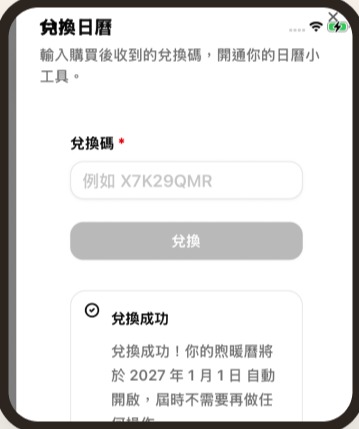 兌換日曆
輸入購買後收到的兌換碼，開通你的日曆小
工具。
兌換碼 *
例如 X7K29QMR
兌換
兌換成功
兌換成功！你的煦暖曆將
於 2027 年 1 月 1 日 自動
開啟，屆時不需要再做任
何操作